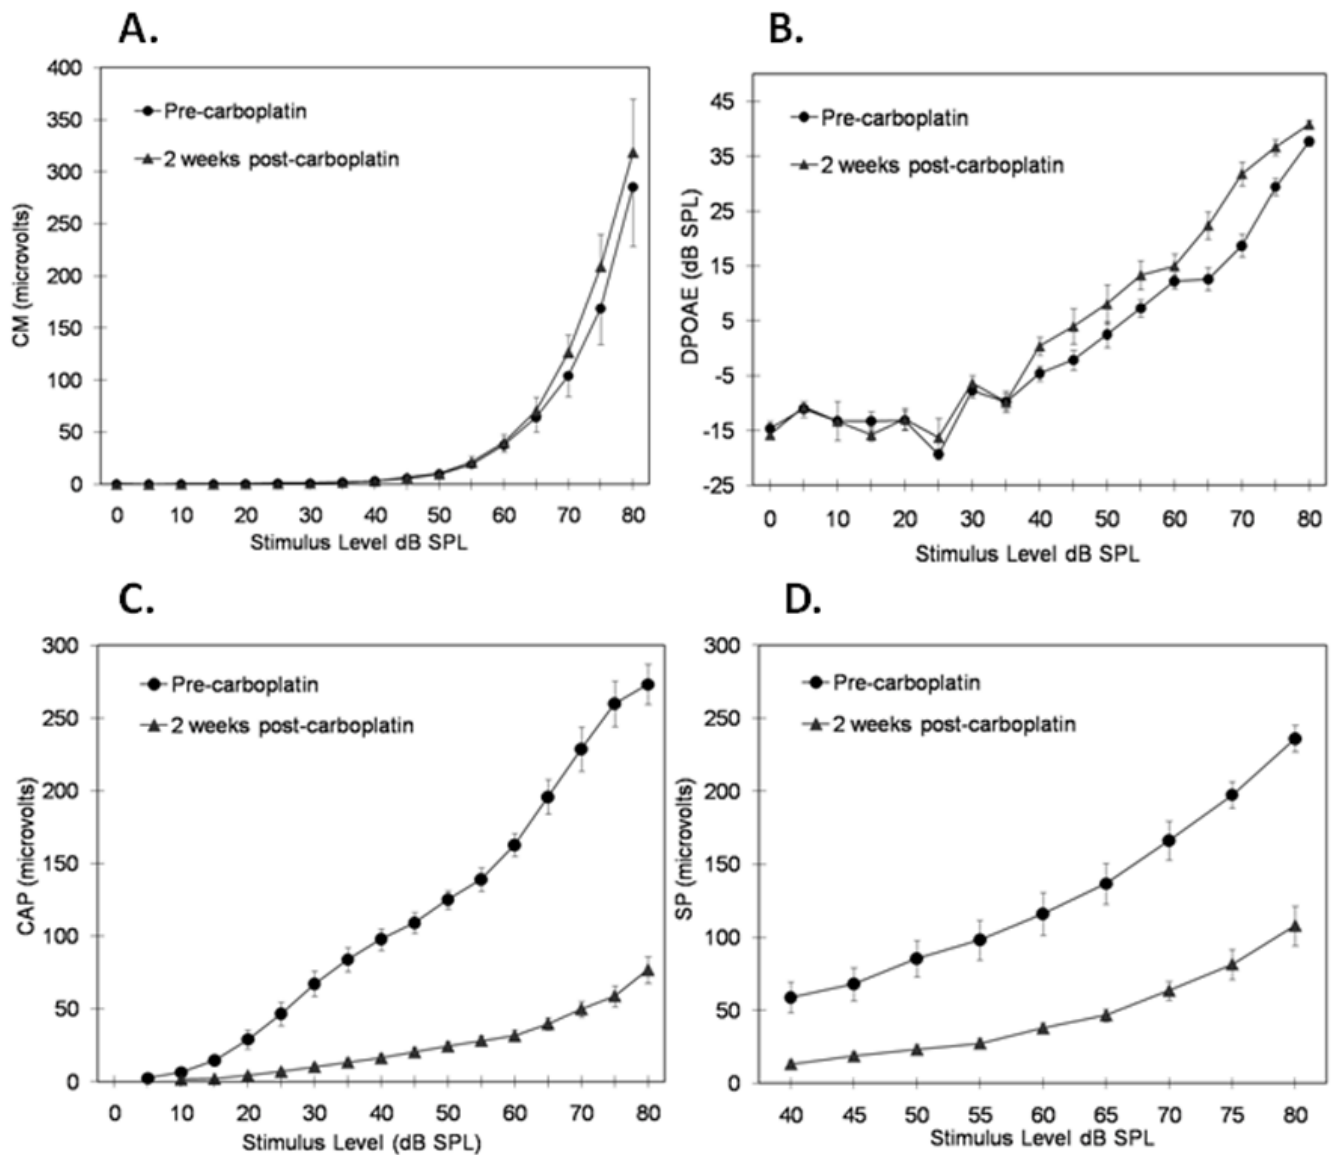 A.
400
350
300
250
200
150
100
50
0
CM (microvolts)
Pre-carboplatin
2 weeks post-carboplatin
0 10 20 30 40 50 60 70 80
Stimulus Level dB SPL
B.
45
35
25
15
5
-5
-15
-25
DPOAE (dB SPL)
Pre-carboplatin
2 weeks post-carboplatin
0 10 20 30 40 50 60 70 80
Stimulus Level dB SPL
C.
300
250
200
150
100
50
0
CAP (microvolts)
Pre-carboplatin
2 weeks post-carboplatin
0 10 20 30 40 50 60 70 80
Stimulus Level (dB SPL)
D.
300
250
200
150
100
50
0
SP (microvolts)
Pre-carboplatin
2 weeks post-carboplatin
40 45 50 55 60 65 70 75 80
Stimulus Level dB SPL